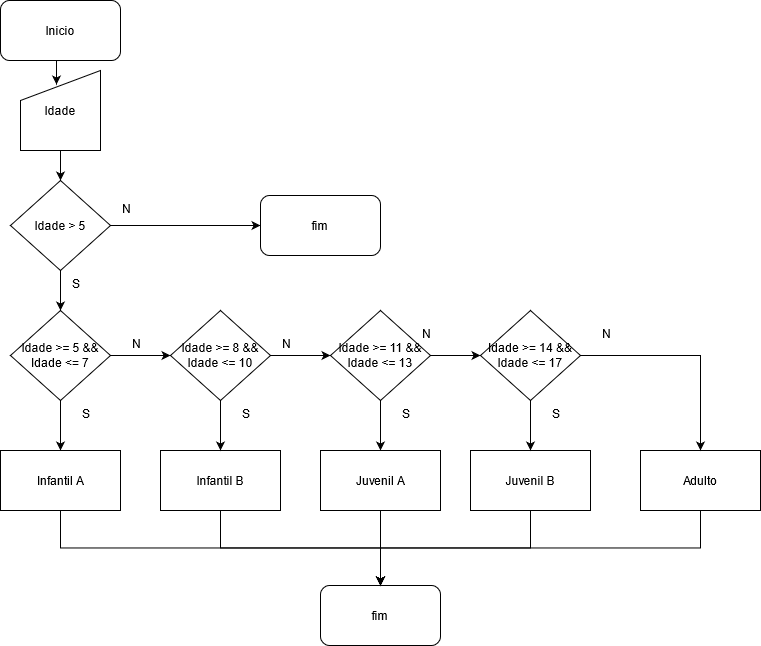 Inicio
Idade
Idade > 5
N
fim
S
Idade >= 5 &&
Idade <= 7
N
Idade >= 8 &&
Idade <= 10
N
Idade >= 11 &&
Idade <= 13
N
Idade >= 14 &&
Idade <= 17
N
S
S
S
S
Infantil A
Infantil B
Juvenil A
Juvenil B
Adulto
fim